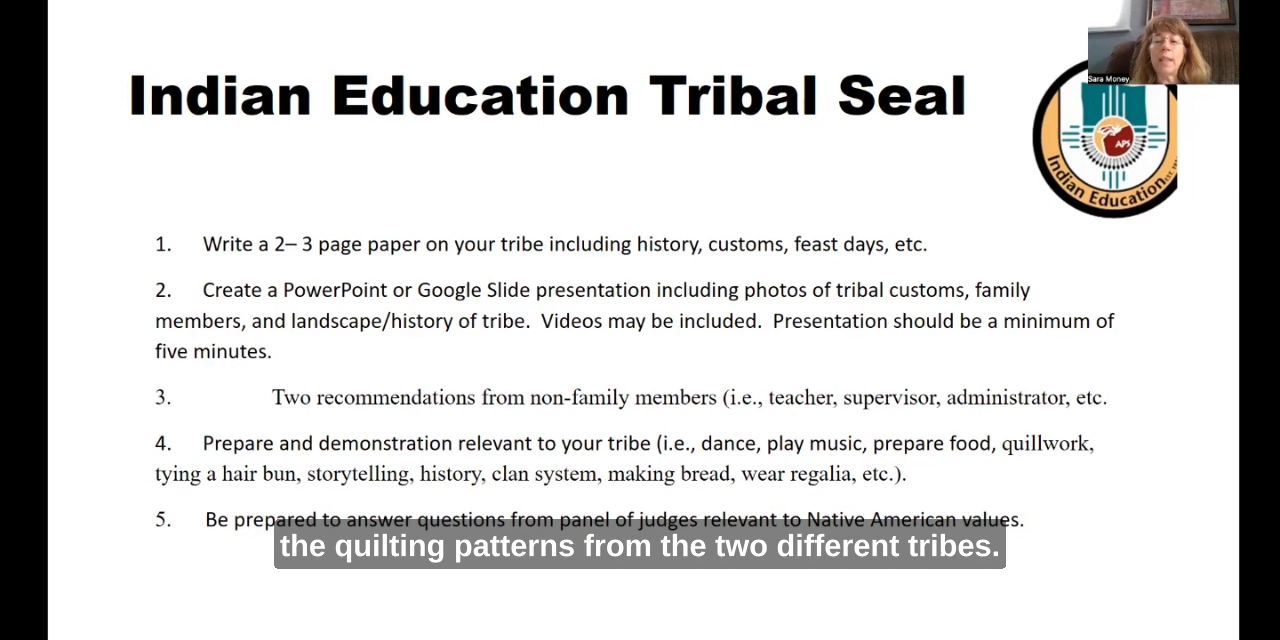 Sara Money
Indian Education Tribal Seal
APS
Indian Education
1. Write a 2– 3 page paper on your tribe including history, customs, feast days, etc.
2. Create a PowerPoint or Google Slide presentation including photos of tribal customs, family
members, and landscape/history of tribe. Videos may be included. Presentation should be a minimum of
five minutes.
3. Two recommendations from non-family members (i.e., teacher, supervisor, administrator, etc.
4. Prepare and demonstration relevant to your tribe (i.e., dance, play music, prepare food, quillwork,
tying a hair bun, storytelling, history, clan system, making bread, wear regalia, etc.).
5. Be prepared to answer questions from panel of judges relevant to Native American values.
the quilting patterns from the two different tribes.